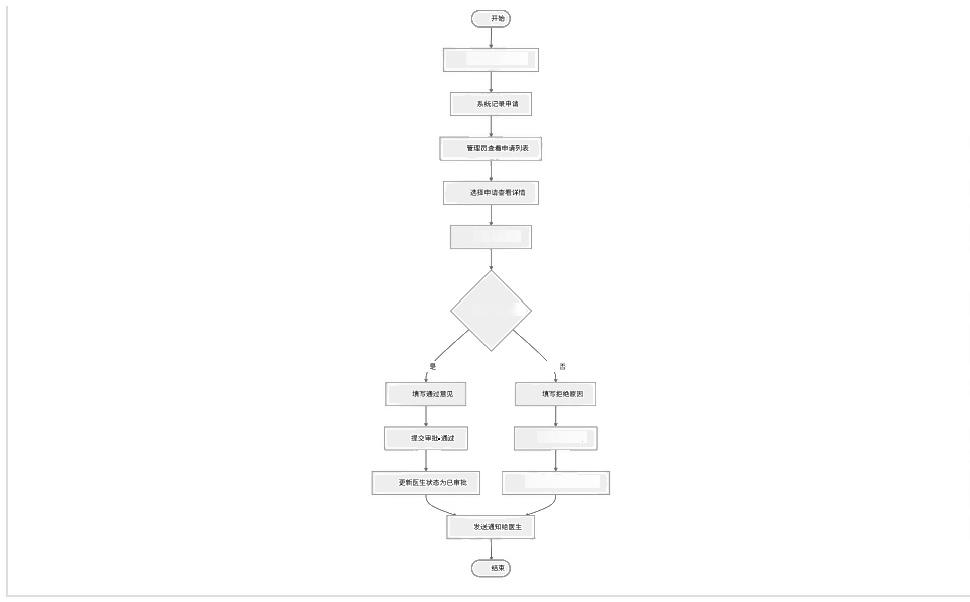 开始
系统记录申请
管理员查看申请列表
选择申请查看详情
是
否
填写通过意见
填写拒绝原因
提交审批-通过
更新医生状态为已审批
发送通知给医生
结束